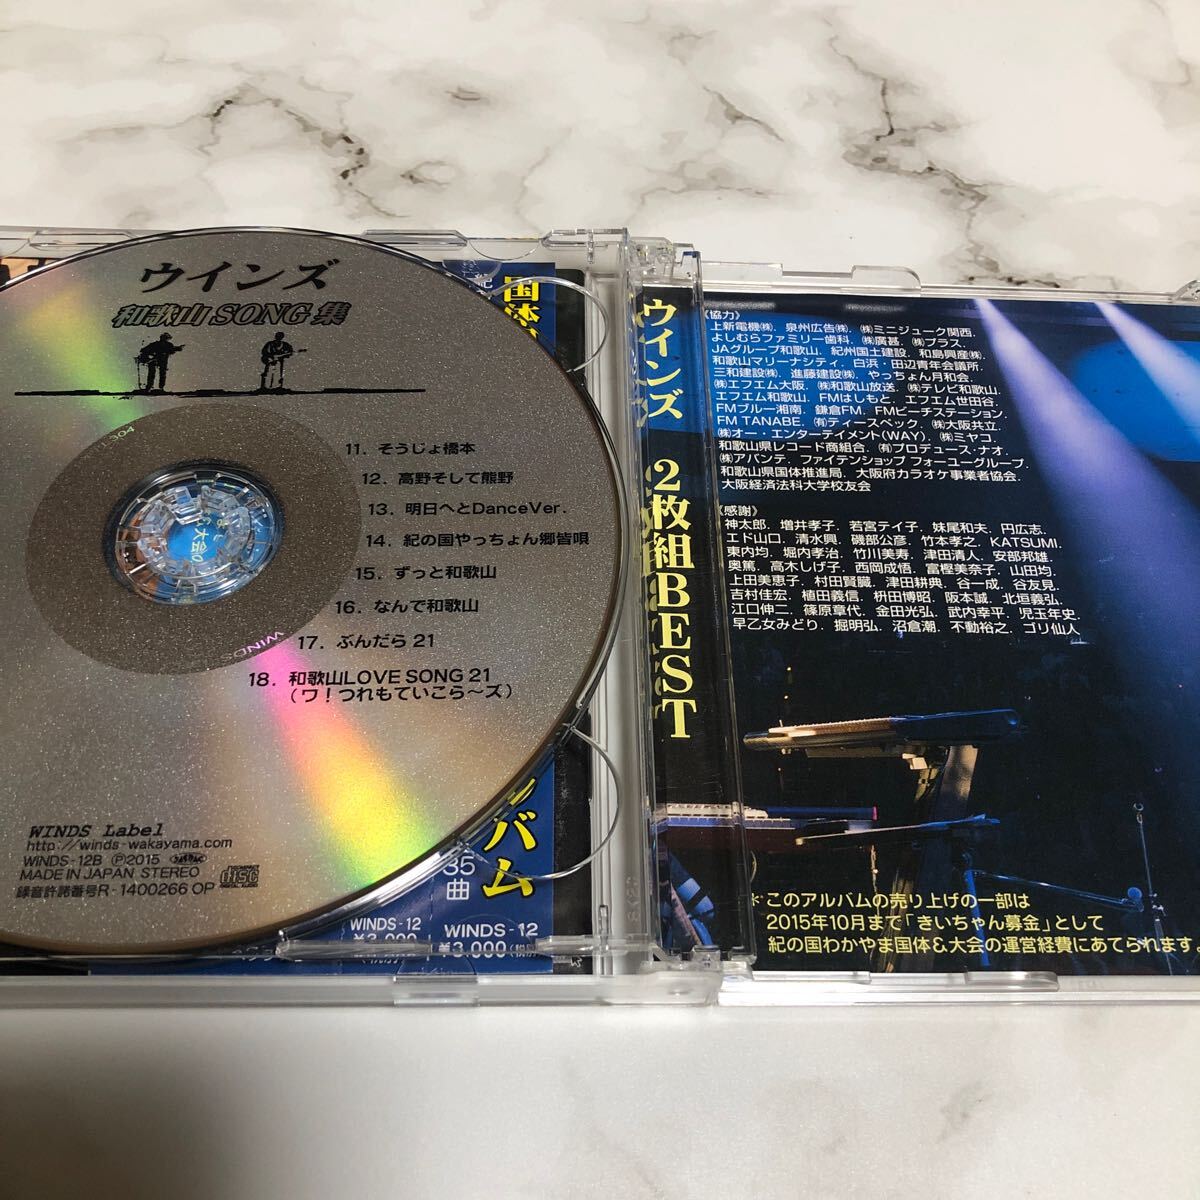 ウインズ
和歌山SONG集
11. そうじょ橋本
12. 高野そして熊野
13. 明日へとDanceVer.
14. 紀の国やっちょん郷皆唄
15. ずっと和歌山
16. なんで和歌山
17. ぶんだら21
18. 和歌山LOVE SONG 21
(ワ!つれもていこら〜ズ)
WINDS Label
http://winds-wakayama.com
WINDS-12B Ⓟ2015 JASRAC
MADE IN JAPAN STEREO
録音許諾番号R-1400266 OP
COMPACT disc DIGITAL AUDIO
国体
バム
35曲
WINDS-12
¥3,000
WINDS-12
¥3,000(税別)
ウインズ 2枚組BEST
《協力》
上新電機㈱. 泉州広告㈱. ㈱ミニジューク関西.
よしむらファミリー歯科. ㈱廣甚. ㈱プラス.
JAグループ和歌山. 紀州国土建設. 和島興産㈱.
和歌山マリーナシティ. 白浜・田辺青年会議所.
三和建設㈱. 進藤建設㈱. やっちょん月和会.
㈱エフエム大阪. ㈱和歌山放送. ㈱テレビ和歌山.
エフエム和歌山. FMはしもと. エフエム世田谷.
FMブルー湘南. 鎌倉FM. FMビーチステーション.
FM TANABE. ㈲ティースペック. ㈱大阪共立.
㈱オー・エンターテイメント(WAY). ㈱ミヤコ.
和歌山県レコード商組合. ㈲プロデュース・ナオ.
㈱アバンテ. ファイテンショップ フォーユーグループ.
和歌山県国体推進局. 大阪府カラオケ事業者協会.
大阪経済法科大学校友会
《感謝》
神太郎. 増井孝子. 若宮テイ子. 妹尾和夫. 円広志.
エド山口. 清水興. 磯部公彦. 竹本孝之. KATSUMI.
東内均. 堀内孝治. 竹川美寿. 津田清人. 安部邦雄.
奥篤. 高木しげ子. 西岡成悟. 富樫美奈子. 山田均.
上田美恵子. 村田賢臓. 津田耕典. 谷一成. 谷友見.
吉村佳宏. 植田義信. 枡田博昭. 阪本誠. 北垣義弘.
江口伸二. 篠原章代. 金田光弘. 武内幸平. 児玉年史.
早乙女みどり. 掘明弘. 沼倉潮. 不動裕之. ゴリ仙人
＊このアルバムの売り上げの一部は
2015年10月まで「きいちゃん募金」として
紀の国わかやま国体&大会の運営経費にあてられます。